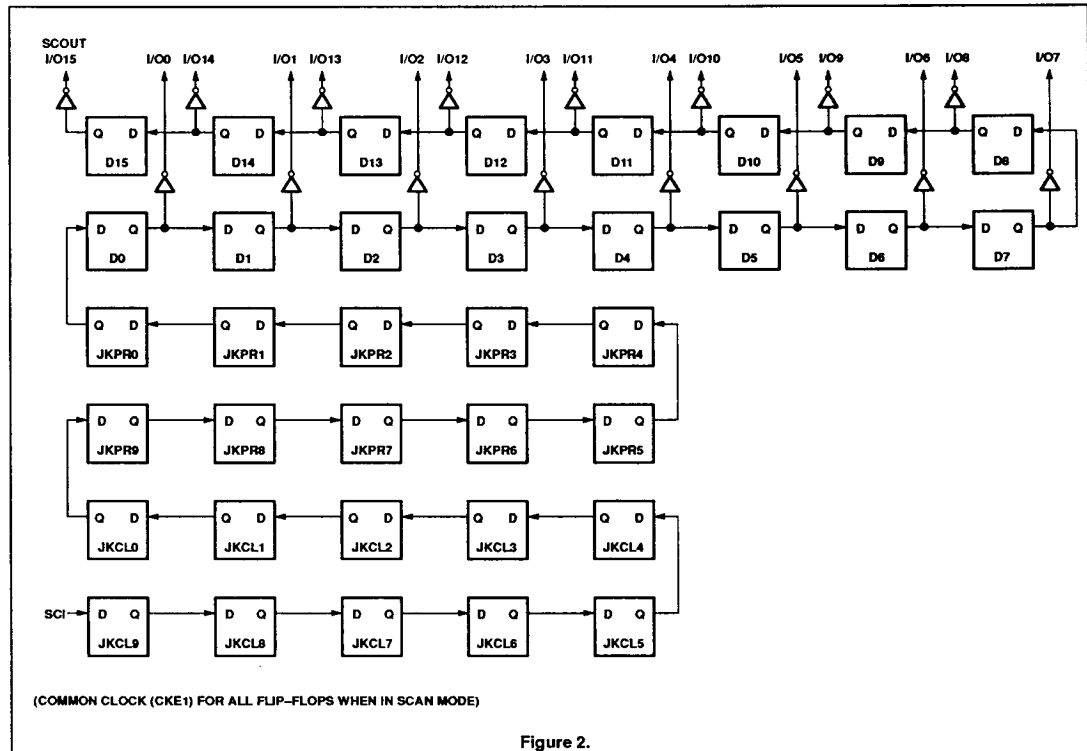 SCOUT
I/O15 I/O0 I/O14 I/O1 I/O13 I/O2 I/O12 I/O3 I/O11 I/O4 I/O10 I/O5 I/O9 I/O6 I/O8 I/O7
Q D Q D Q D Q D Q D Q D Q D Q D
D15 D14 D13 D12 D11 D10 D9 D8
D Q D Q D Q D Q D Q D Q D Q D Q
D0 D1 D2 D3 D4 D5 D6 D7
Q D Q D Q D Q D Q D
JKPR0 JKPR1 JKPR2 JKPR3 JKPR4
D Q D Q D Q D Q D Q
JKPR9 JKPR8 JKPR7 JKPR6 JKPR5
Q D Q D Q D Q D Q D
JKCL0 JKCL1 JKCL2 JKCL3 JKCL4
SCI D Q D Q D Q D Q D Q
JKCL9 JKCL8 JKCL7 JKCL6 JKCL5
(COMMON CLOCK (CKE1) FOR ALL FLIP–FLOPS WHEN IN SCAN MODE)
Figure 2.